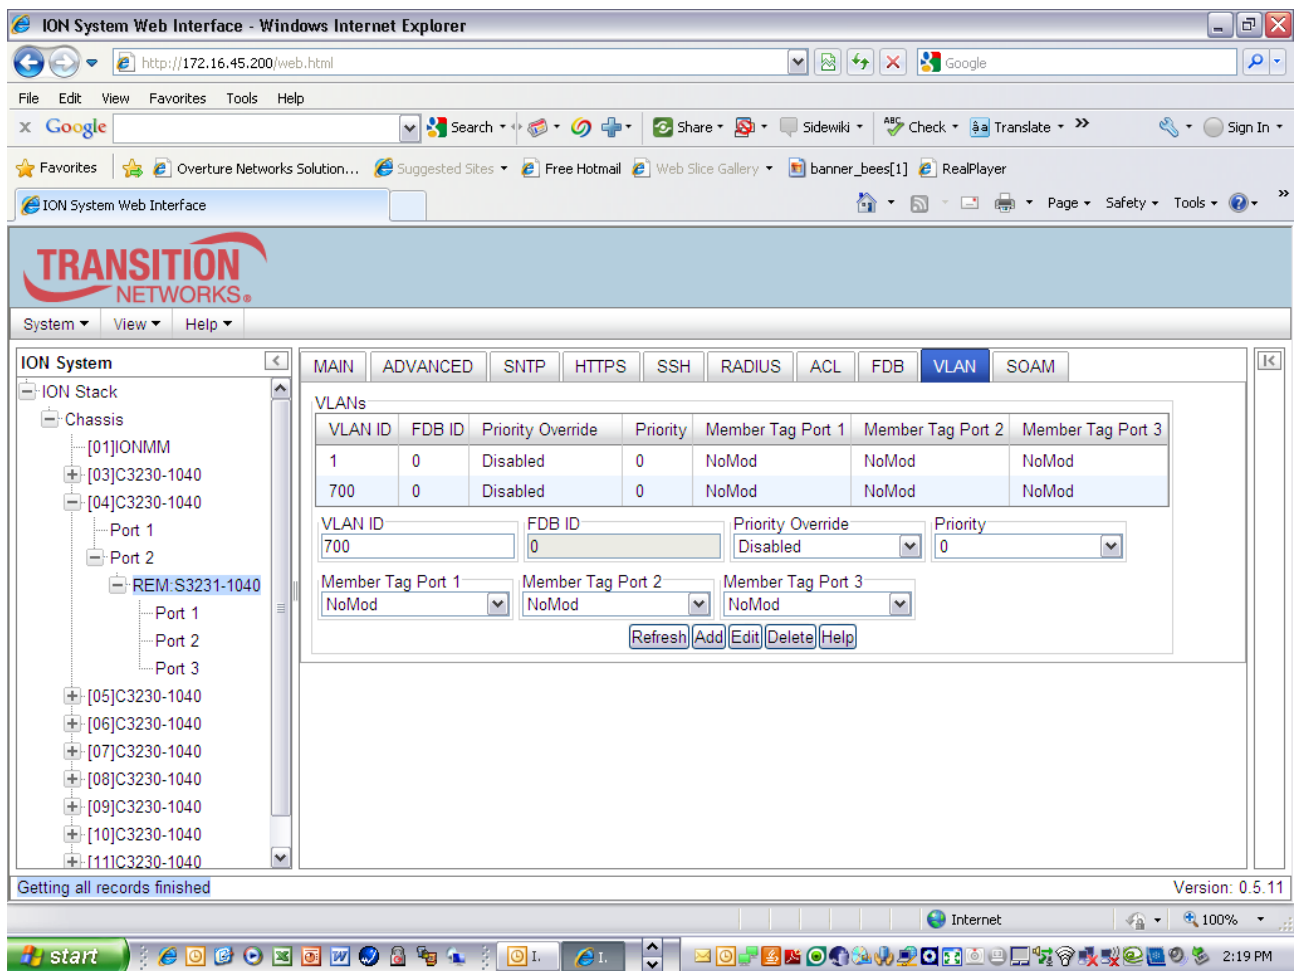 ION System Web Interface - Windows Internet Explorer
http://172.16.45.200/web.html
Google
File Edit View Favorites Tools Help
x Google Search Share Sidewiki Check Translate Sign In
Favorites Overture Networks Solution... Suggested Sites Free Hotmail Web Slice Gallery banner_bees[1] RealPlayer
ION System Web Interface Page Safety Tools
TRANSITION
NETWORKS®
System View Help
ION System
ION Stack
Chassis
[01]IONMM
[03]C3230-1040
[04]C3230-1040
Port 1
Port 2
REM:S3231-1040
Port 1
Port 2
Port 3
[05]C3230-1040
[06]C3230-1040
[07]C3230-1040
[08]C3230-1040
[09]C3230-1040
[10]C3230-1040
[11]C3230-1040
MAIN ADVANCED SNTP HTTPS SSH RADIUS ACL FDB VLAN SOAM
VLANs
VLAN ID FDB ID Priority Override Priority Member Tag Port 1 Member Tag Port 2 Member Tag Port 3
1 0 Disabled 0 NoMod NoMod NoMod
700 0 Disabled 0 NoMod NoMod NoMod
VLAN ID FDB ID Priority Override Priority
700 0 Disabled 0
Member Tag Port 1 Member Tag Port 2 Member Tag Port 3
NoMod NoMod NoMod
Refresh Add Edit Delete Help
Getting all records finished Version: 0.5.11
Internet 100%
start I. I. 2:19 PM